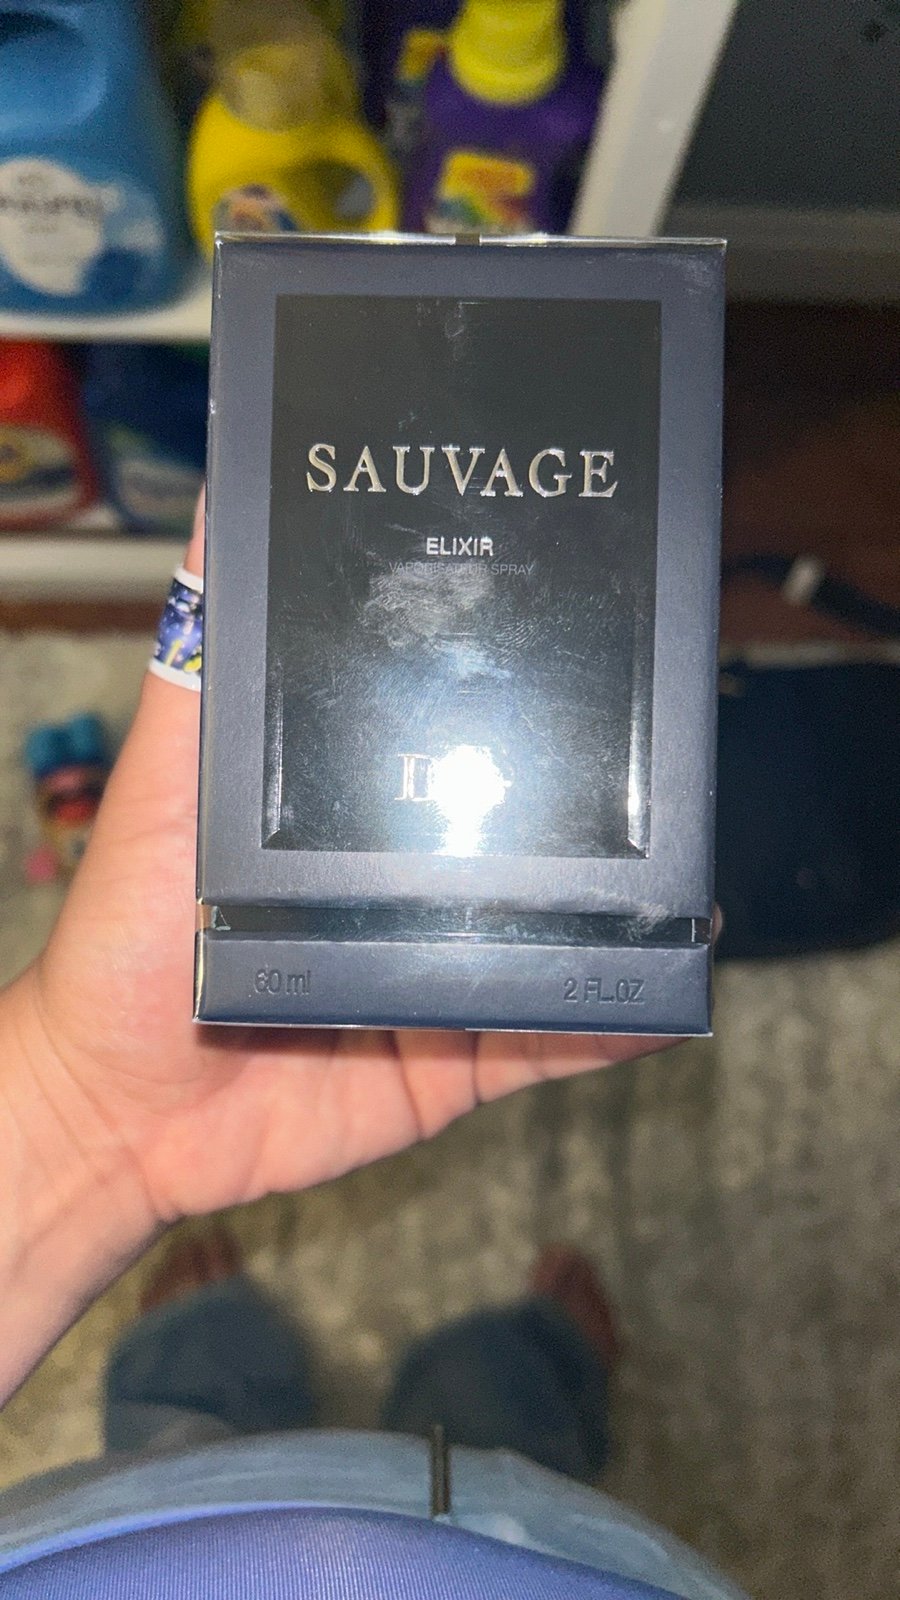 SAUVAGE
ELIXIR
VAPORISATEUR SPRAY
60 ml
2 FL.OZ